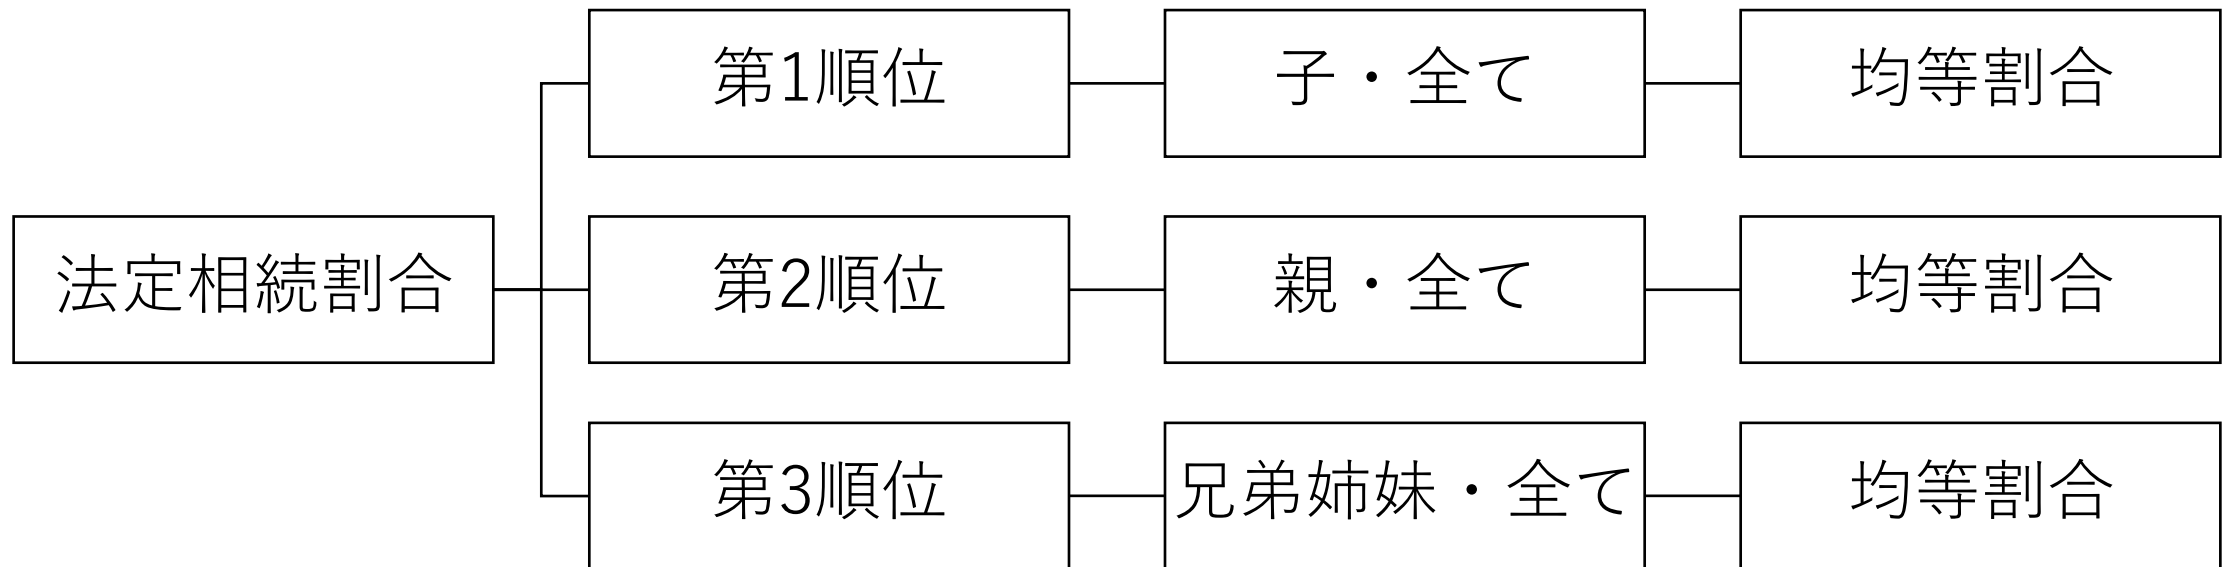 法定相続割合
第1順位
子・全て
均等割合
第2順位
親・全て
均等割合
第3順位
兄弟姉妹・全て
均等割合